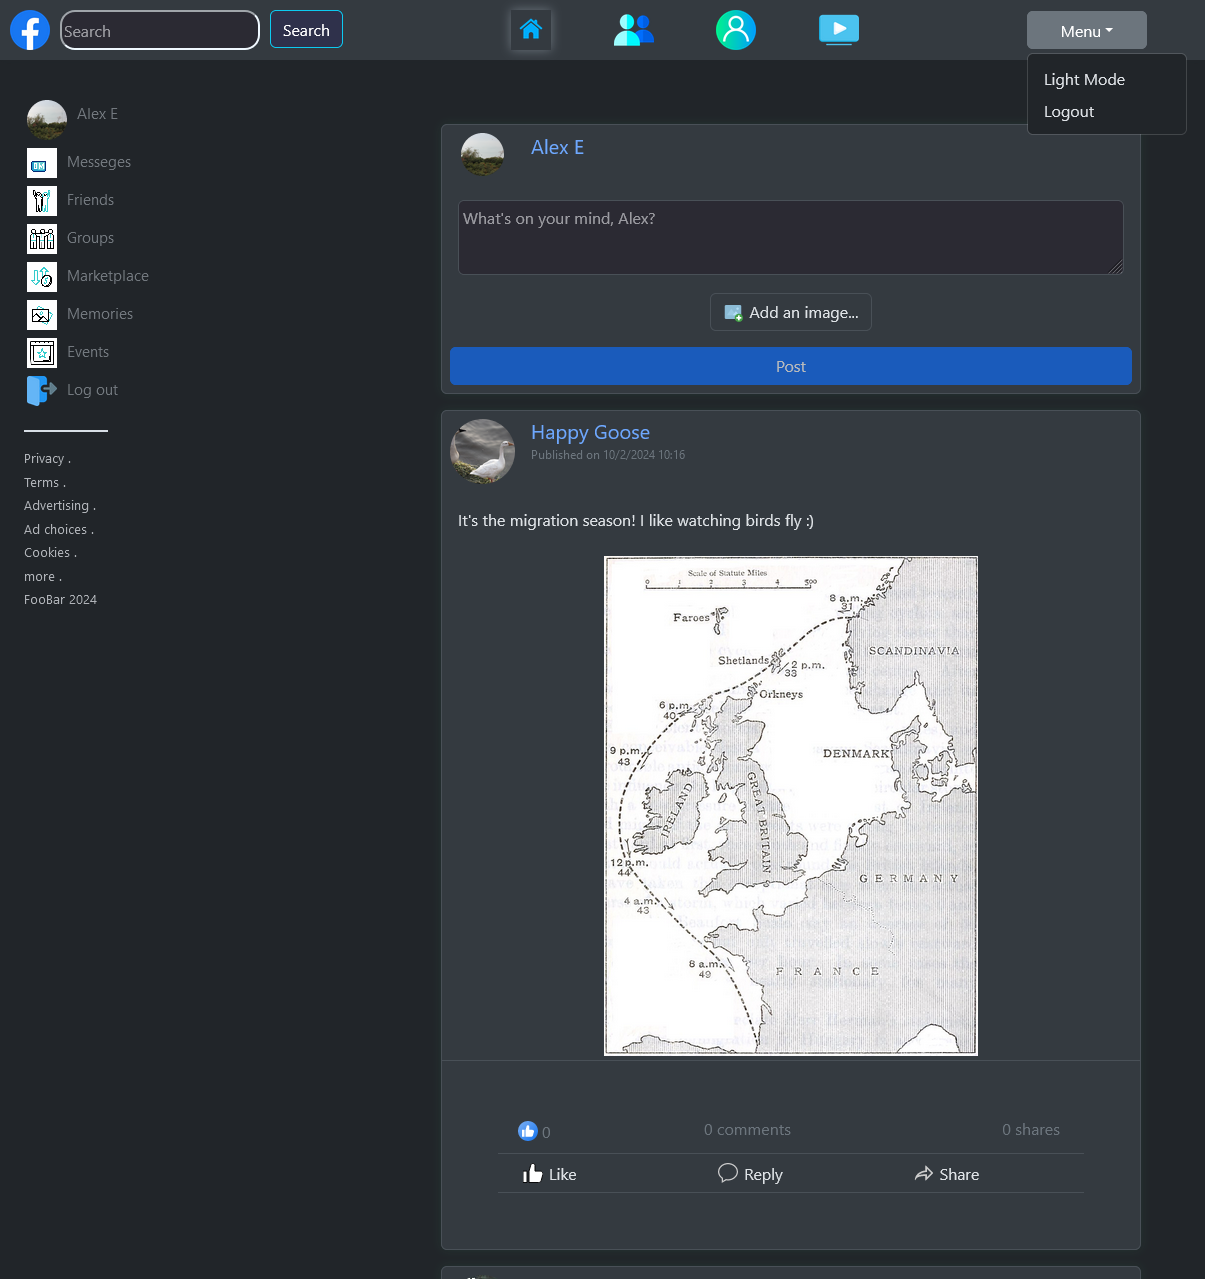 Search
Search
Menu
Light Mode
Logout
Alex E
Messeges
Friends
Groups
Marketplace
Memories
Events
Log out
Privacy .
Terms .
Advertising .
Ad choices .
Cookies .
more .
FooBar 2024
Alex E
What's on your mind, Alex?
Add an image...
Post
Happy Goose
Published on 10/2/2024 10:16
It's the migration season! I like watching birds fly :)
Scale of Statute Miles
0 1 2 3 4 500
8 a.m.
31
Faroes
SCANDINAVIA
Shetlands
2 p.m.
33
Orkneys
6 p.m.
40
9 p.m.
43
DENMARK
IRELAND
GREAT BRITAIN
12 p.m.
44
GERMANY
4 a.m.
43
8 a.m.
49
FRANCE
0
0 comments
0 shares
Like
Reply
Share